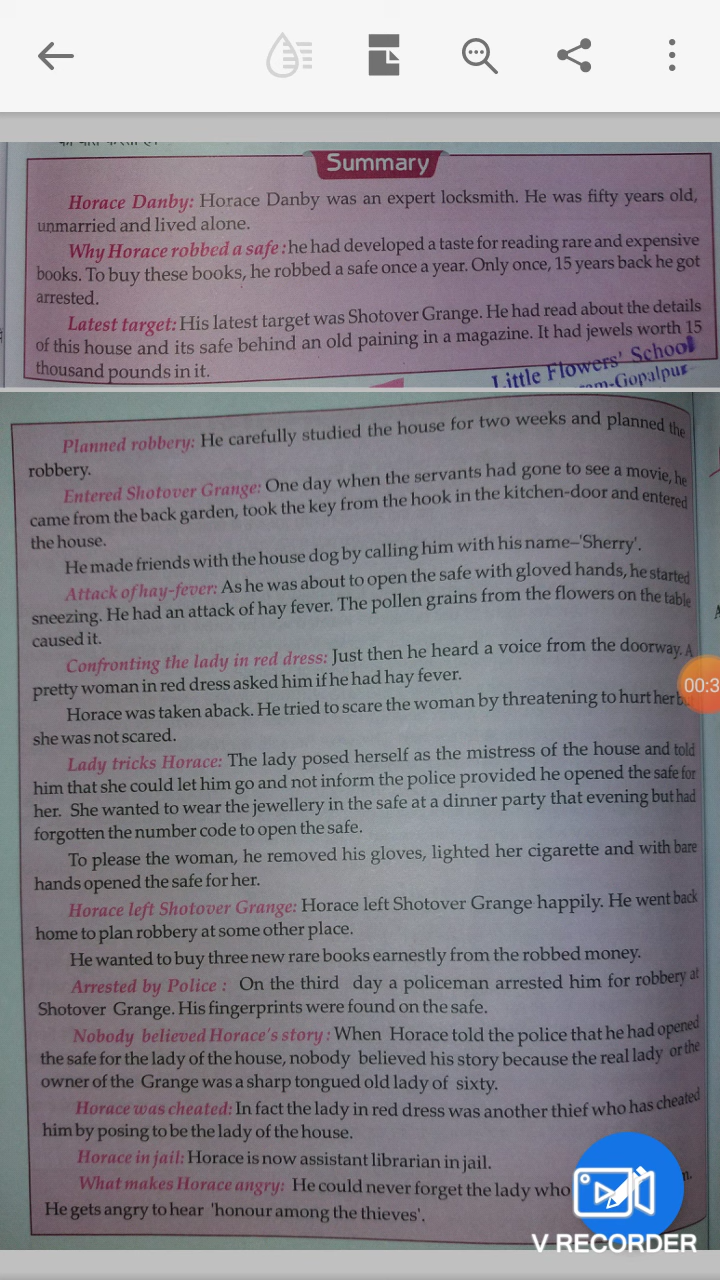 Summary
Horace Danby: Horace Danby was an expert locksmith. He was fifty years old,
unmarried and lived alone.
Why Horace robbed a safe : he had developed a taste for reading rare and expensive
books. To buy these books, he robbed a safe once a year. Only once, 15 years back he got
arrested.
Latest target: His latest target was Shotover Grange. He had read about the details
of this house and its safe behind an old paining in a magazine. It had jewels worth 15
thousand pounds in it.
Little Flowers' School
-Gopalpur
Planned robbery: He carefully studied the house for two weeks and planned the
robbery.
Entered Shotover Grange: One day when the servants had gone to see a movie, he
came from the back garden, took the key from the hook in the kitchen-door and entered
the house.
He made friends with the house dog by calling him with his name–'Sherry'.
Attack of hay-fever: As he was about to open the safe with gloved hands, he started
sneezing. He had an attack of hay fever. The pollen grains from the flowers on the table
caused it.
Confronting the lady in red dress: Just then he heard a voice from the doorway. A
pretty woman in red dress asked him if he had hay fever.
00:3
Horace was taken aback. He tried to scare the woman by threatening to hurt her
she was not scared.
Lady tricks Horace: The lady posed herself as the mistress of the house and told
him that she could let him go and not inform the police provided he opened the safe for
her. She wanted to wear the jewellery in the safe at a dinner party that evening but had
forgotten the number code to open the safe.
To please the woman, he removed his gloves, lighted her cigarette and with bare
hands opened the safe for her.
Horace left Shotover Grange: Horace left Shotover Grange happily. He went back
home to plan robbery at some other place.
He wanted to buy three new rare books earnestly from the robbed money.
Arrested by Police : On the third day a policeman arrested him for robbery at
Shotover Grange. His fingerprints were found on the safe.
Nobody believed Horace's story : When Horace told the police that he had opened
the safe for the lady of the house, nobody believed his story because the real lady or the
owner of the Grange was a sharp tongued old lady of sixty.
Horace was cheated: In fact the lady in red dress was another thief who has cheated
him by posing to be the lady of the house.
Horace in jail: Horace is now assistant librarian in jail.
What makes Horace angry: He could never forget the lady who
He gets angry to hear 'honour among the thieves'.
V RECORDER